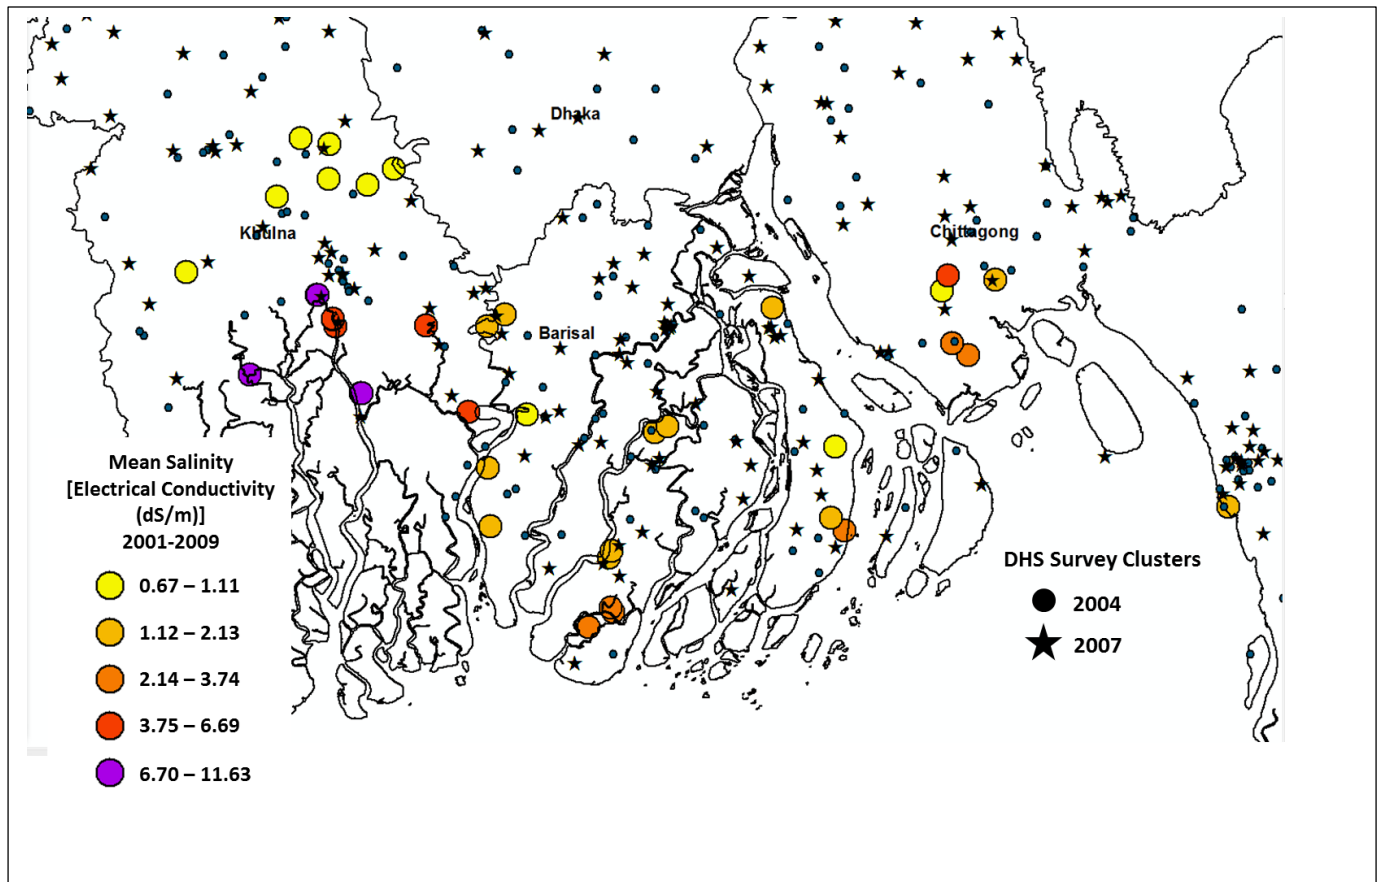 Dhaka
Khulna
Chittagong
Barisal
Mean Salinity
[Electrical Conductivity
(dS/m)]
2001-2009
0.67 – 1.11
1.12 – 2.13
2.14 – 3.74
3.75 – 6.69
6.70 – 11.63
DHS Survey Clusters
2004
2007